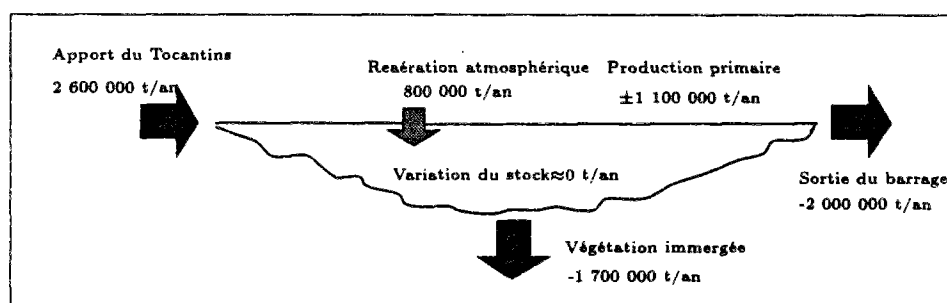 Apport du Tocantins
2 600 000 t/an
Reaération atmosphérique
800 000 t/an
Production primaire
±1 100 000 t/an
Variation du stock≈0 t/an
Sortie du barrage
-2 000 000 t/an
Végétation immergée
-1 700 000 t/an